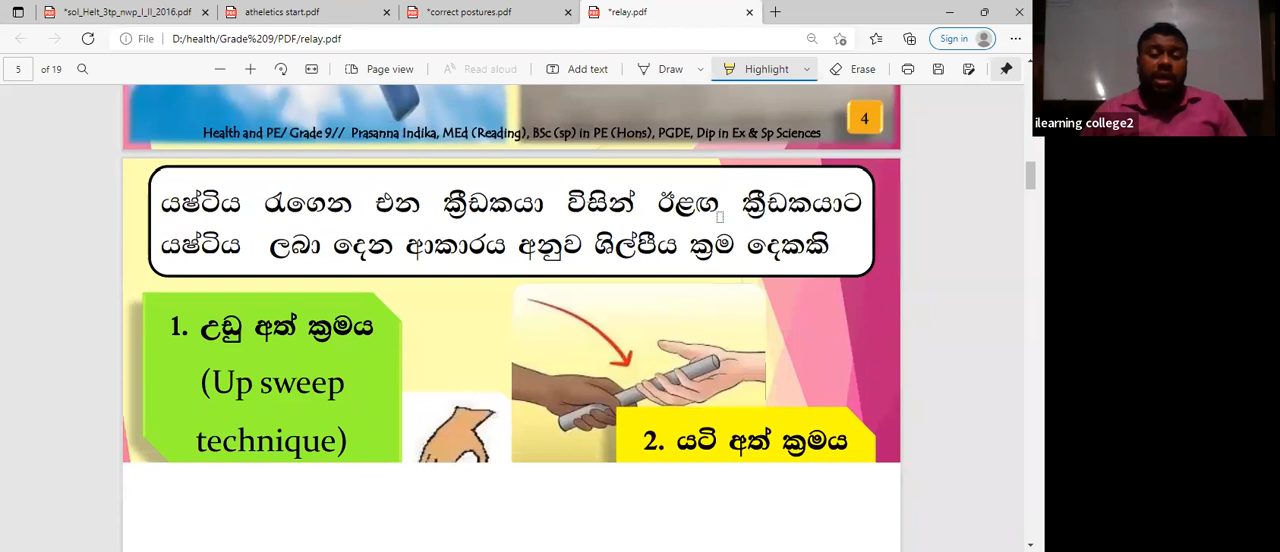 *sol_Helt_3tp_nwp_I_II_2016.pdf
atheletics start.pdf
*correct postures.pdf
*relay.pdf
File
D:/health/Grade%209/PDF/relay.pdf
Sign in
5 of 19
Page view
Read aloud
Add text
Draw
Highlight
Erase
ilearning college2
Health and PE/ Grade 9// Prasanna Indika, MEd (Reading), BSc (sp) in PE (Hons), PGDE, Dip in Ex & Sp Sciences
4
යෂ්ටිය රැගෙන එන ක්‍රීඩකයා විසින් ඊළඟ ක්‍රීඩකයාට
යෂ්ටිය ලබා දෙන ආකාරය අනුව ශිල්පීය ක්‍රම දෙකකි
1. උඩු අත් ක්‍රමය
(Up sweep
technique)
2. යටි අත් ක්‍රමය